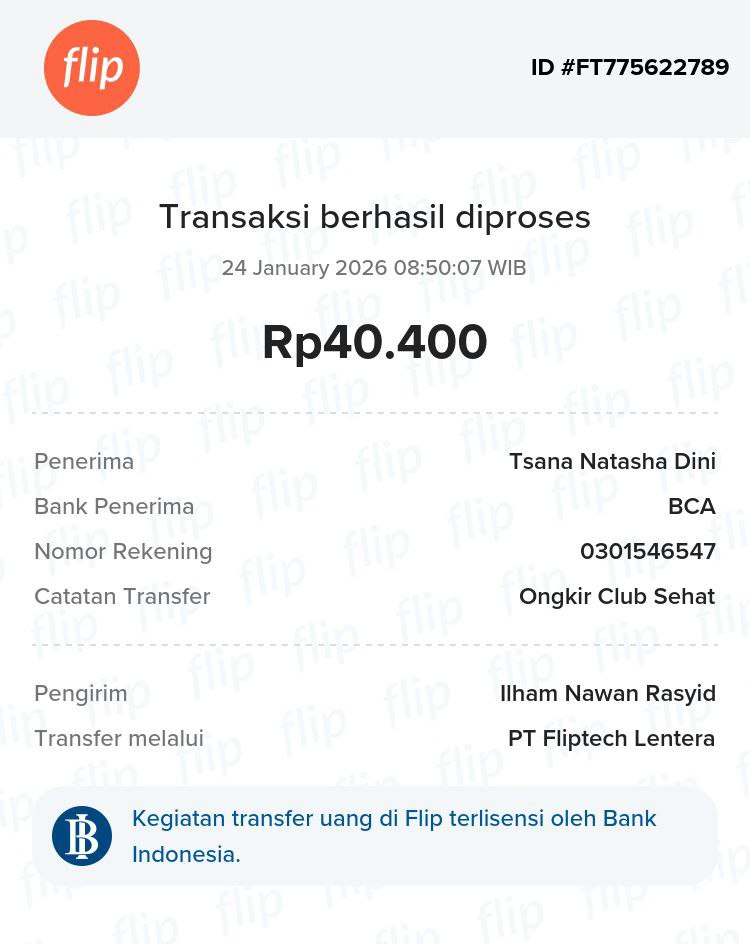 flip
ID #FT775622789
Transaksi berhasil diproses
24 January 2026 08:50:07 WIB
Rp40.400
Penerima Tsana Natasha Dini
Bank Penerima BCA
Nomor Rekening 0301546547
Catatan Transfer Ongkir Club Sehat
Pengirim Ilham Nawan Rasyid
Transfer melalui PT Fliptech Lentera
Kegiatan transfer uang di Flip terlisensi oleh Bank
Indonesia.